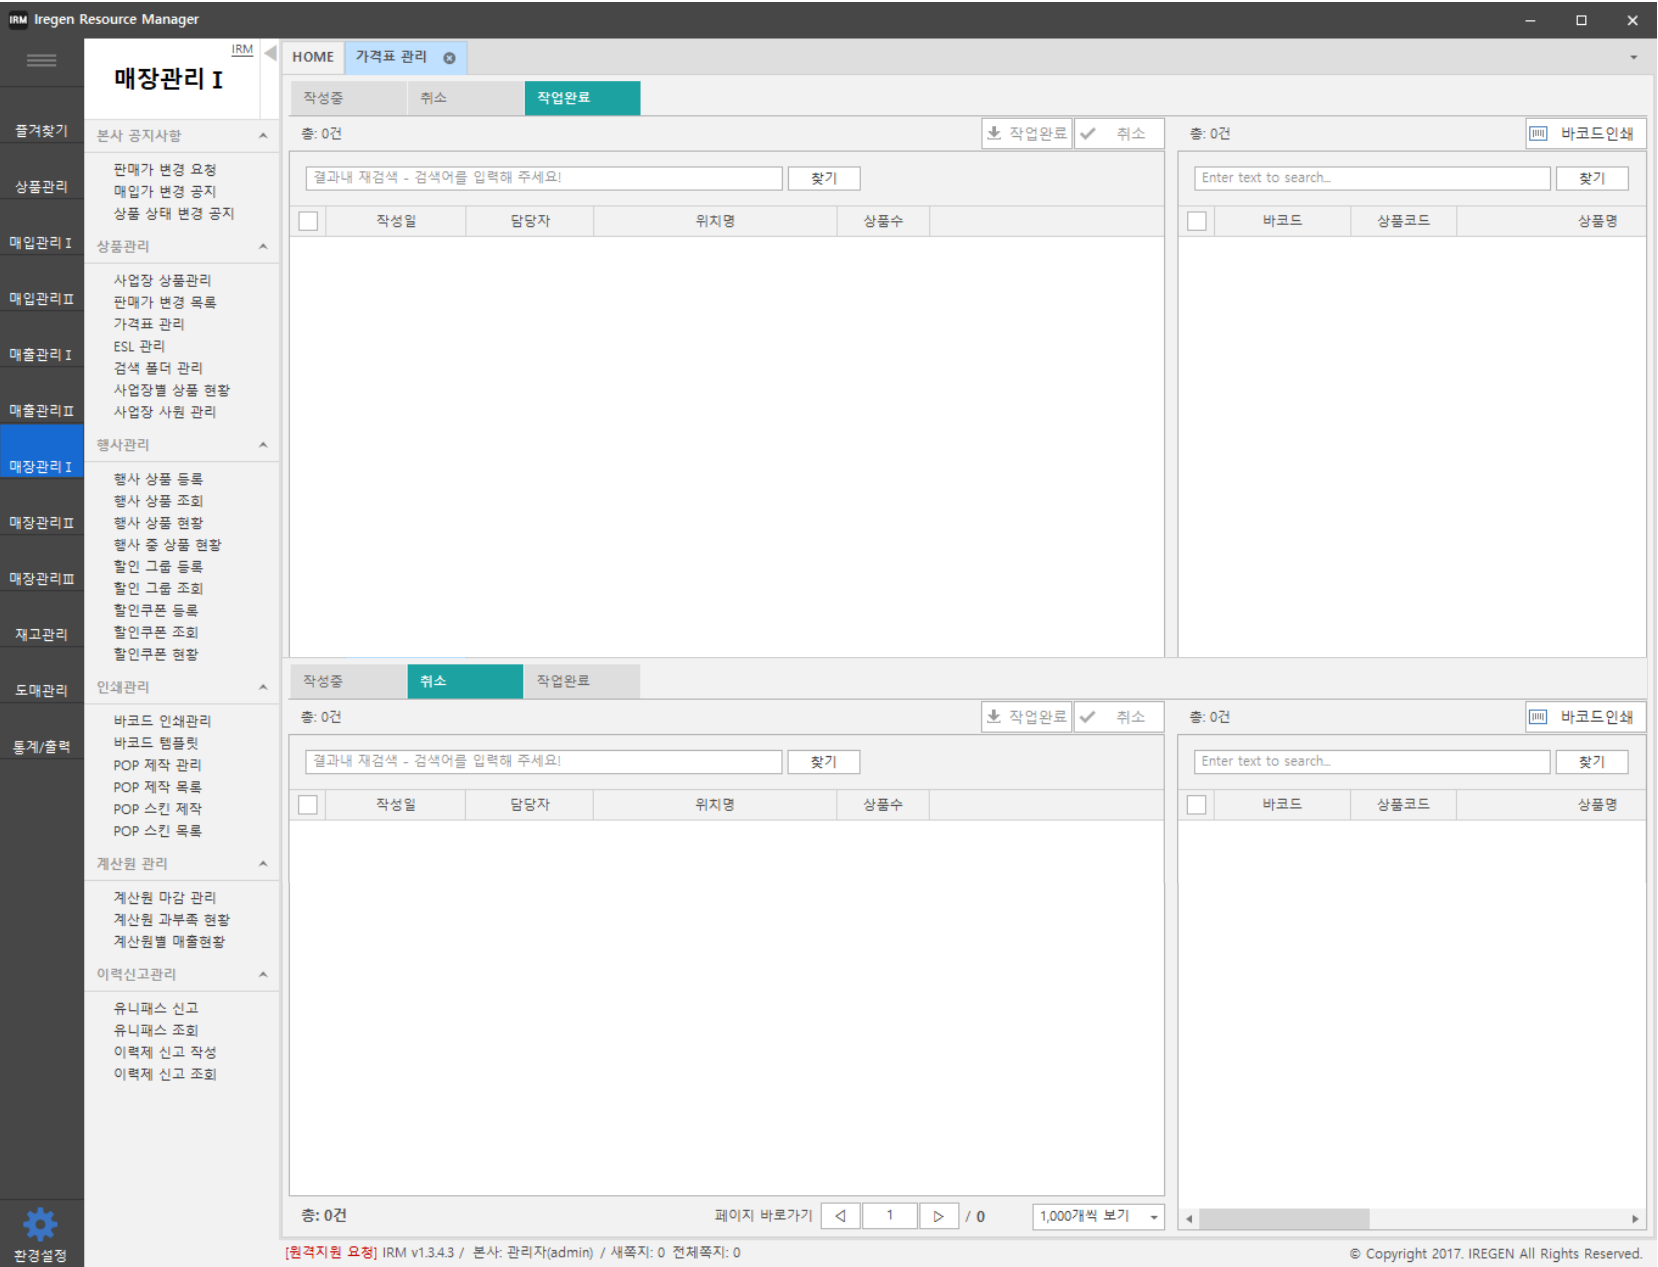 IRM Iregen Resource Manager
즐겨찾기
상품관리
매입관리Ⅰ
매입관리Ⅱ
매출관리Ⅰ
매출관리Ⅱ
매장관리Ⅰ
매장관리Ⅱ
매장관리Ⅲ
재고관리
도매관리
통계/출력
환경설정
IRM
매장관리Ⅰ
본사 공지사항
판매가 변경 요청
매입가 변경 공지
상품 상태 변경 공지
상품관리
사업장 상품관리
판매가 변경 목록
가격표 관리
ESL 관리
검색 폴더 관리
사업장별 상품 현황
사업장 사원 관리
행사관리
행사 상품 등록
행사 상품 조회
행사 상품 현황
행사 중 상품 현황
할인 그룹 등록
할인 그룹 조회
할인쿠폰 등록
할인쿠폰 조회
할인쿠폰 현황
인쇄관리
바코드 인쇄관리
바코드 템플릿
POP 제작 관리
POP 제작 목록
POP 스킨 제작
POP 스킨 목록
계산원 관리
계산원 마감 관리
계산원 과부족 현황
계산원별 매출현황
이력신고관리
유니패스 신고
유니패스 조회
이력제 신고 작성
이력제 신고 조회
HOME 가격표 관리
작성중 취소 작업완료
총: 0건 작업완료 취소
결과내 재검색 - 검색어를 입력해 주세요! 찾기
작성일 담당자 위치명 상품수
총: 0건 바코드인쇄
Enter text to search... 찾기
바코드 상품코드 상품명
작성중 취소 작업완료
총: 0건 작업완료 취소
결과내 재검색 - 검색어를 입력해 주세요! 찾기
작성일 담당자 위치명 상품수
총: 0건 바코드인쇄
Enter text to search... 찾기
바코드 상품코드 상품명
총: 0건 페이지 바로가기 1 / 0 1,000개씩 보기
[원격지원 요청] IRM v1.3.4.3 / 본사: 관리자(admin) / 새쪽지: 0 전체쪽지: 0
© Copyright 2017. IREGEN All Rights Reserved.